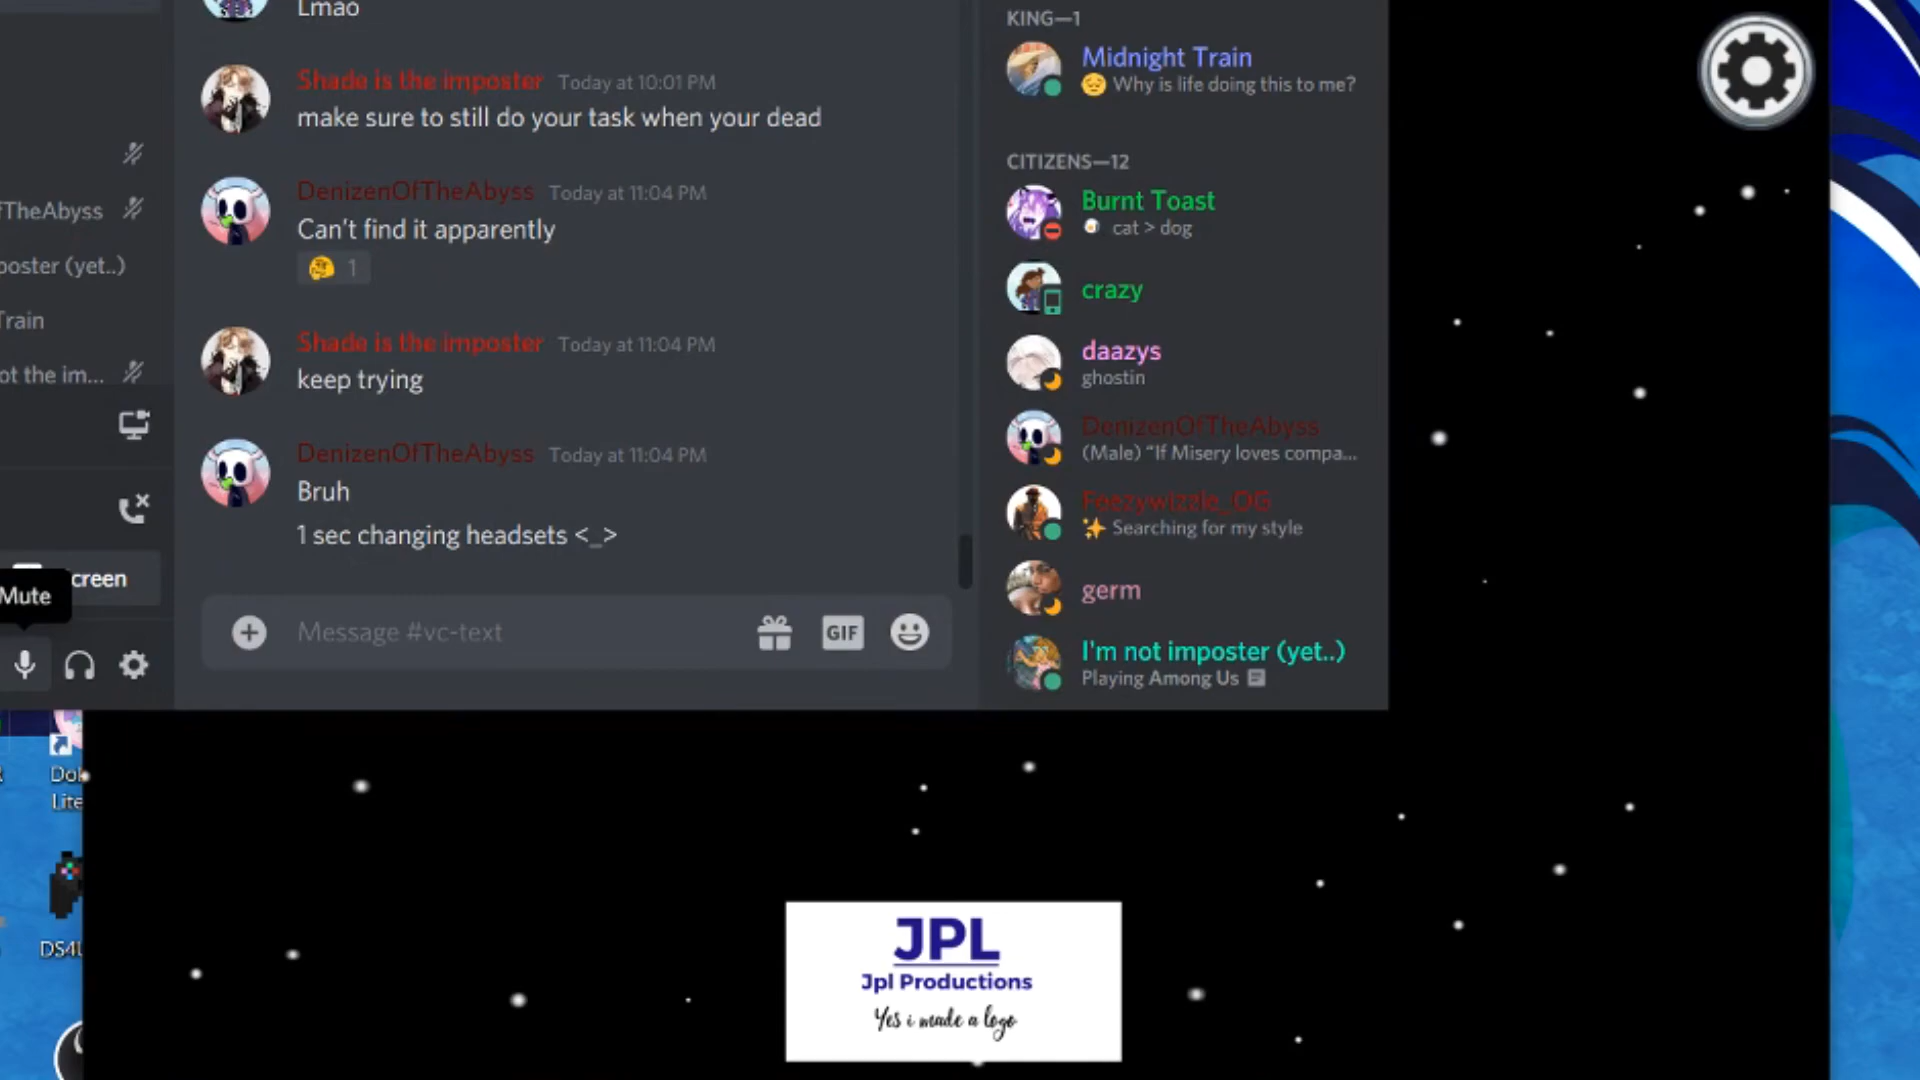 Lmao
Shade is the imposter Today at 10:01 PM
make sure to still do your task when your dead
DenizenOfTheAbyss Today at 11:04 PM
Can't find it apparently
1
Shade is the imposter Today at 11:04 PM
keep trying
DenizenOfTheAbyss Today at 11:04 PM
Bruh
1 sec changing headsets <_>
Message #vc-text
GIF
KING—1
Midnight Train
Why is life doing this to me?
CITIZENS—12
Burnt Toast
cat > dog
crazy
daazys
ghostin
DenizenOfTheAbyss
(Male) “If Misery loves compa...
Feezywizzle_OG
Searching for my style
germ
I'm not imposter (yet..)
Playing Among Us
fTheAbyss
poster (yet..)
Train
ot the im...
creen
Mute
Dol
Lite
DS4
JPL
Jpl Productions
Yes i made a logo